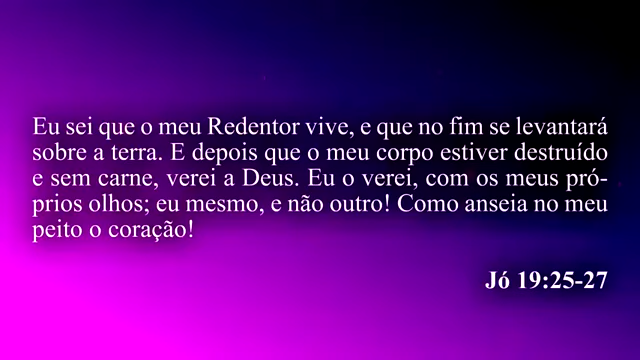 Eu sei que o meu Redentor vive, e que no fim se levantará
sobre a terra. E depois que o meu corpo estiver destruído
e sem carne, verei a Deus. Eu o verei, com os meus pró-
prios olhos; eu mesmo, e não outro! Como anseia no meu
peito o coração!
Jó 19:25-27